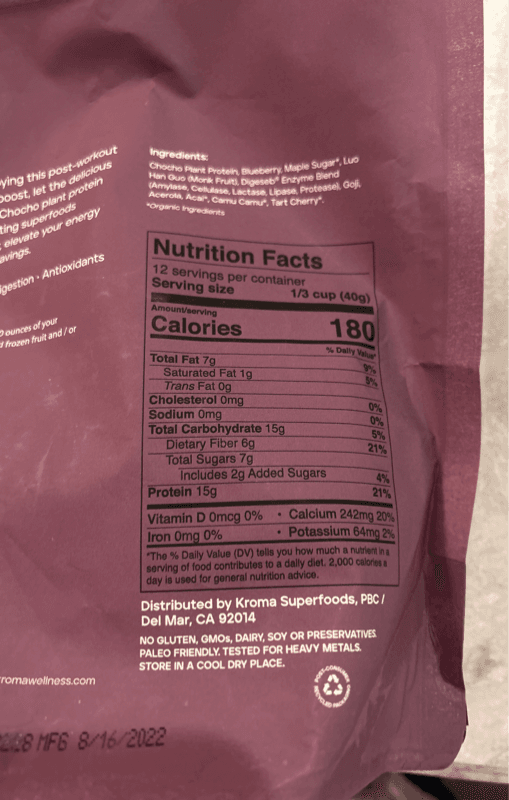 ying this post-workout
boost, let the delicious
Chocho plant protein
ting superfoods
elevate your energy
avings.
igestion • Antioxidants
ounces of your
frozen fruit and / or
romawellness.com
MFG 8/16/2022
Ingredients:
Chocho Plant Protein, Blueberry, Maple Sugar*, Luo
Han Guo (Monk Fruit), Digeseb® Enzyme Blend
(Amylase, Cellulase, Lactase, Lipase, Protease), Goji,
Acerola, Acai*, Camu Camu*, Tart Cherry*.
*Organic Ingredients
Nutrition Facts
12 servings per container
Serving size 1/3 cup (40g)
Amount/serving
Calories 180
% Daily Value*
Total Fat 7g 9%
Saturated Fat 1g 8%
Trans Fat 0g
Cholesterol 0mg 0%
Sodium 0mg 0%
Total Carbohydrate 15g 5%
Dietary Fiber 6g 21%
Total Sugars 7g
Includes 2g Added Sugars 4%
Protein 15g 21%
Vitamin D 0mcg 0% • Calcium 242mg 20%
Iron 0mg 0% • Potassium 64mg 2%
*The % Daily Value (DV) tells you how much a nutrient in a
serving of food contributes to a daily diet. 2,000 calories a
day is used for general nutrition advice.
Distributed by Kroma Superfoods, PBC /
Del Mar, CA 92014
NO GLUTEN, GMOs, DAIRY, SOY OR PRESERVATIVES.
PALEO FRIENDLY. TESTED FOR HEAVY METALS.
STORE IN A COOL DRY PLACE.
POST-CONSUMER
RECYCLED PACKAGING